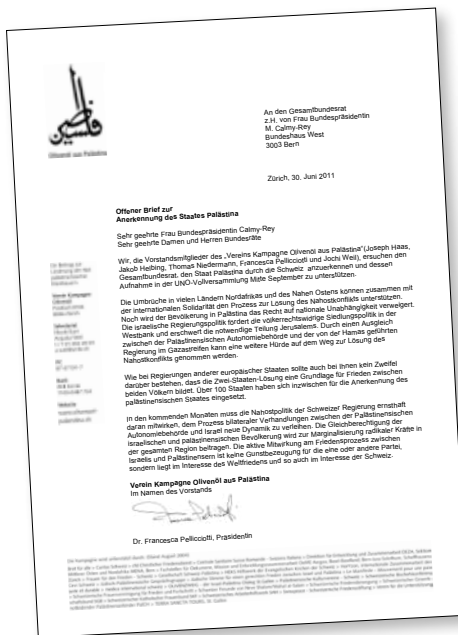 فلسطين
Olivenöl aus Palästina
An den Gesamtbundesrat
z.H. von Frau Bundespräsidentin
M. Calmy-Rey
Bundeshaus West
3003 Bern
Zürich, 30. Juni 2011
Offener Brief zur
Anerkennung des Staates Palästina
Sehr geehrte Frau Bundespräsidentin Calmy-Rey
Sehr geehrte Damen und Herren Bundesräte
Wir, die Vorstandsmitglieder des „Vereins Kampagne Olivenöl aus Palästina“(Joseph Haas,
Jakob Helbing, Thomas Niedermann, Francesca Pellicciotti und Jochi Weil), ersuchen den
Gesamtbundesrat, den Staat Palästina durch die Schweiz anzuerkennen und dessen
Aufnahme in der UNO-Vollversammlung Mitte September zu unterstützen.
Die Umbrüche in vielen Ländern Nordafrikas und des Nahen Ostens können zusammen mit
der internationalen Solidarität den Prozess zur Lösung des Nahostkonflikts unterstützen.
Noch wird der Bevölkerung in Palästina das Recht auf nationale Unabhängigkeit verweigert.
Die israelische Regierungspolitik fördert die völkerrechtswidrige Siedlungspolitik in der
Westbank und erschwert die notwendige Teilung Jerusalems. Durch einen Ausgleich
zwischen der Palästinensischen Autonomiebehörde und der von der Hamas geführten
Regierung im Gazastreifen kann eine weitere Hürde auf dem Weg zur Lösung des
Nahostkonflikts genommen werden.
Wie bei Regierungen anderer europäischer Staaten sollte auch bei Ihnen kein Zweifel
darüber bestehen, dass die Zwei-Staaten-Lösung eine Grundlage für Frieden zwischen
beiden Völkern bildet. Über 100 Staaten haben sich inzwischen für die Anerkennung des
palästinensischen Staates eingesetzt.
In den kommenden Monaten muss die Nahostpolitik der Schweizer Regierung ernsthaft
daran mitwirken, dem Prozess bilateraler Verhandlungen zwischen der Palästinensischen
Autonomiebehörde und Israel neue Dynamik zu verleihen. Die Gleichberechtigung der
israelischen und palästinensischen Bevölkerung wird zur Marginalisierung radikaler Kräfte in
der gesamten Region beitragen. Die aktive Mitwirkung am Friedensprozess zwischen
Israelis und Palästinensern ist keine Gunstbezeugung für die eine oder andere Partei,
sondern liegt im Interesse des Weltfriedens und so auch im Interesse der Schweiz.
Verein Kampagne Olivenöl aus Palästina
Im Namen des Vorstands
Dr. Francesca Pellicciotti, Präsidentin